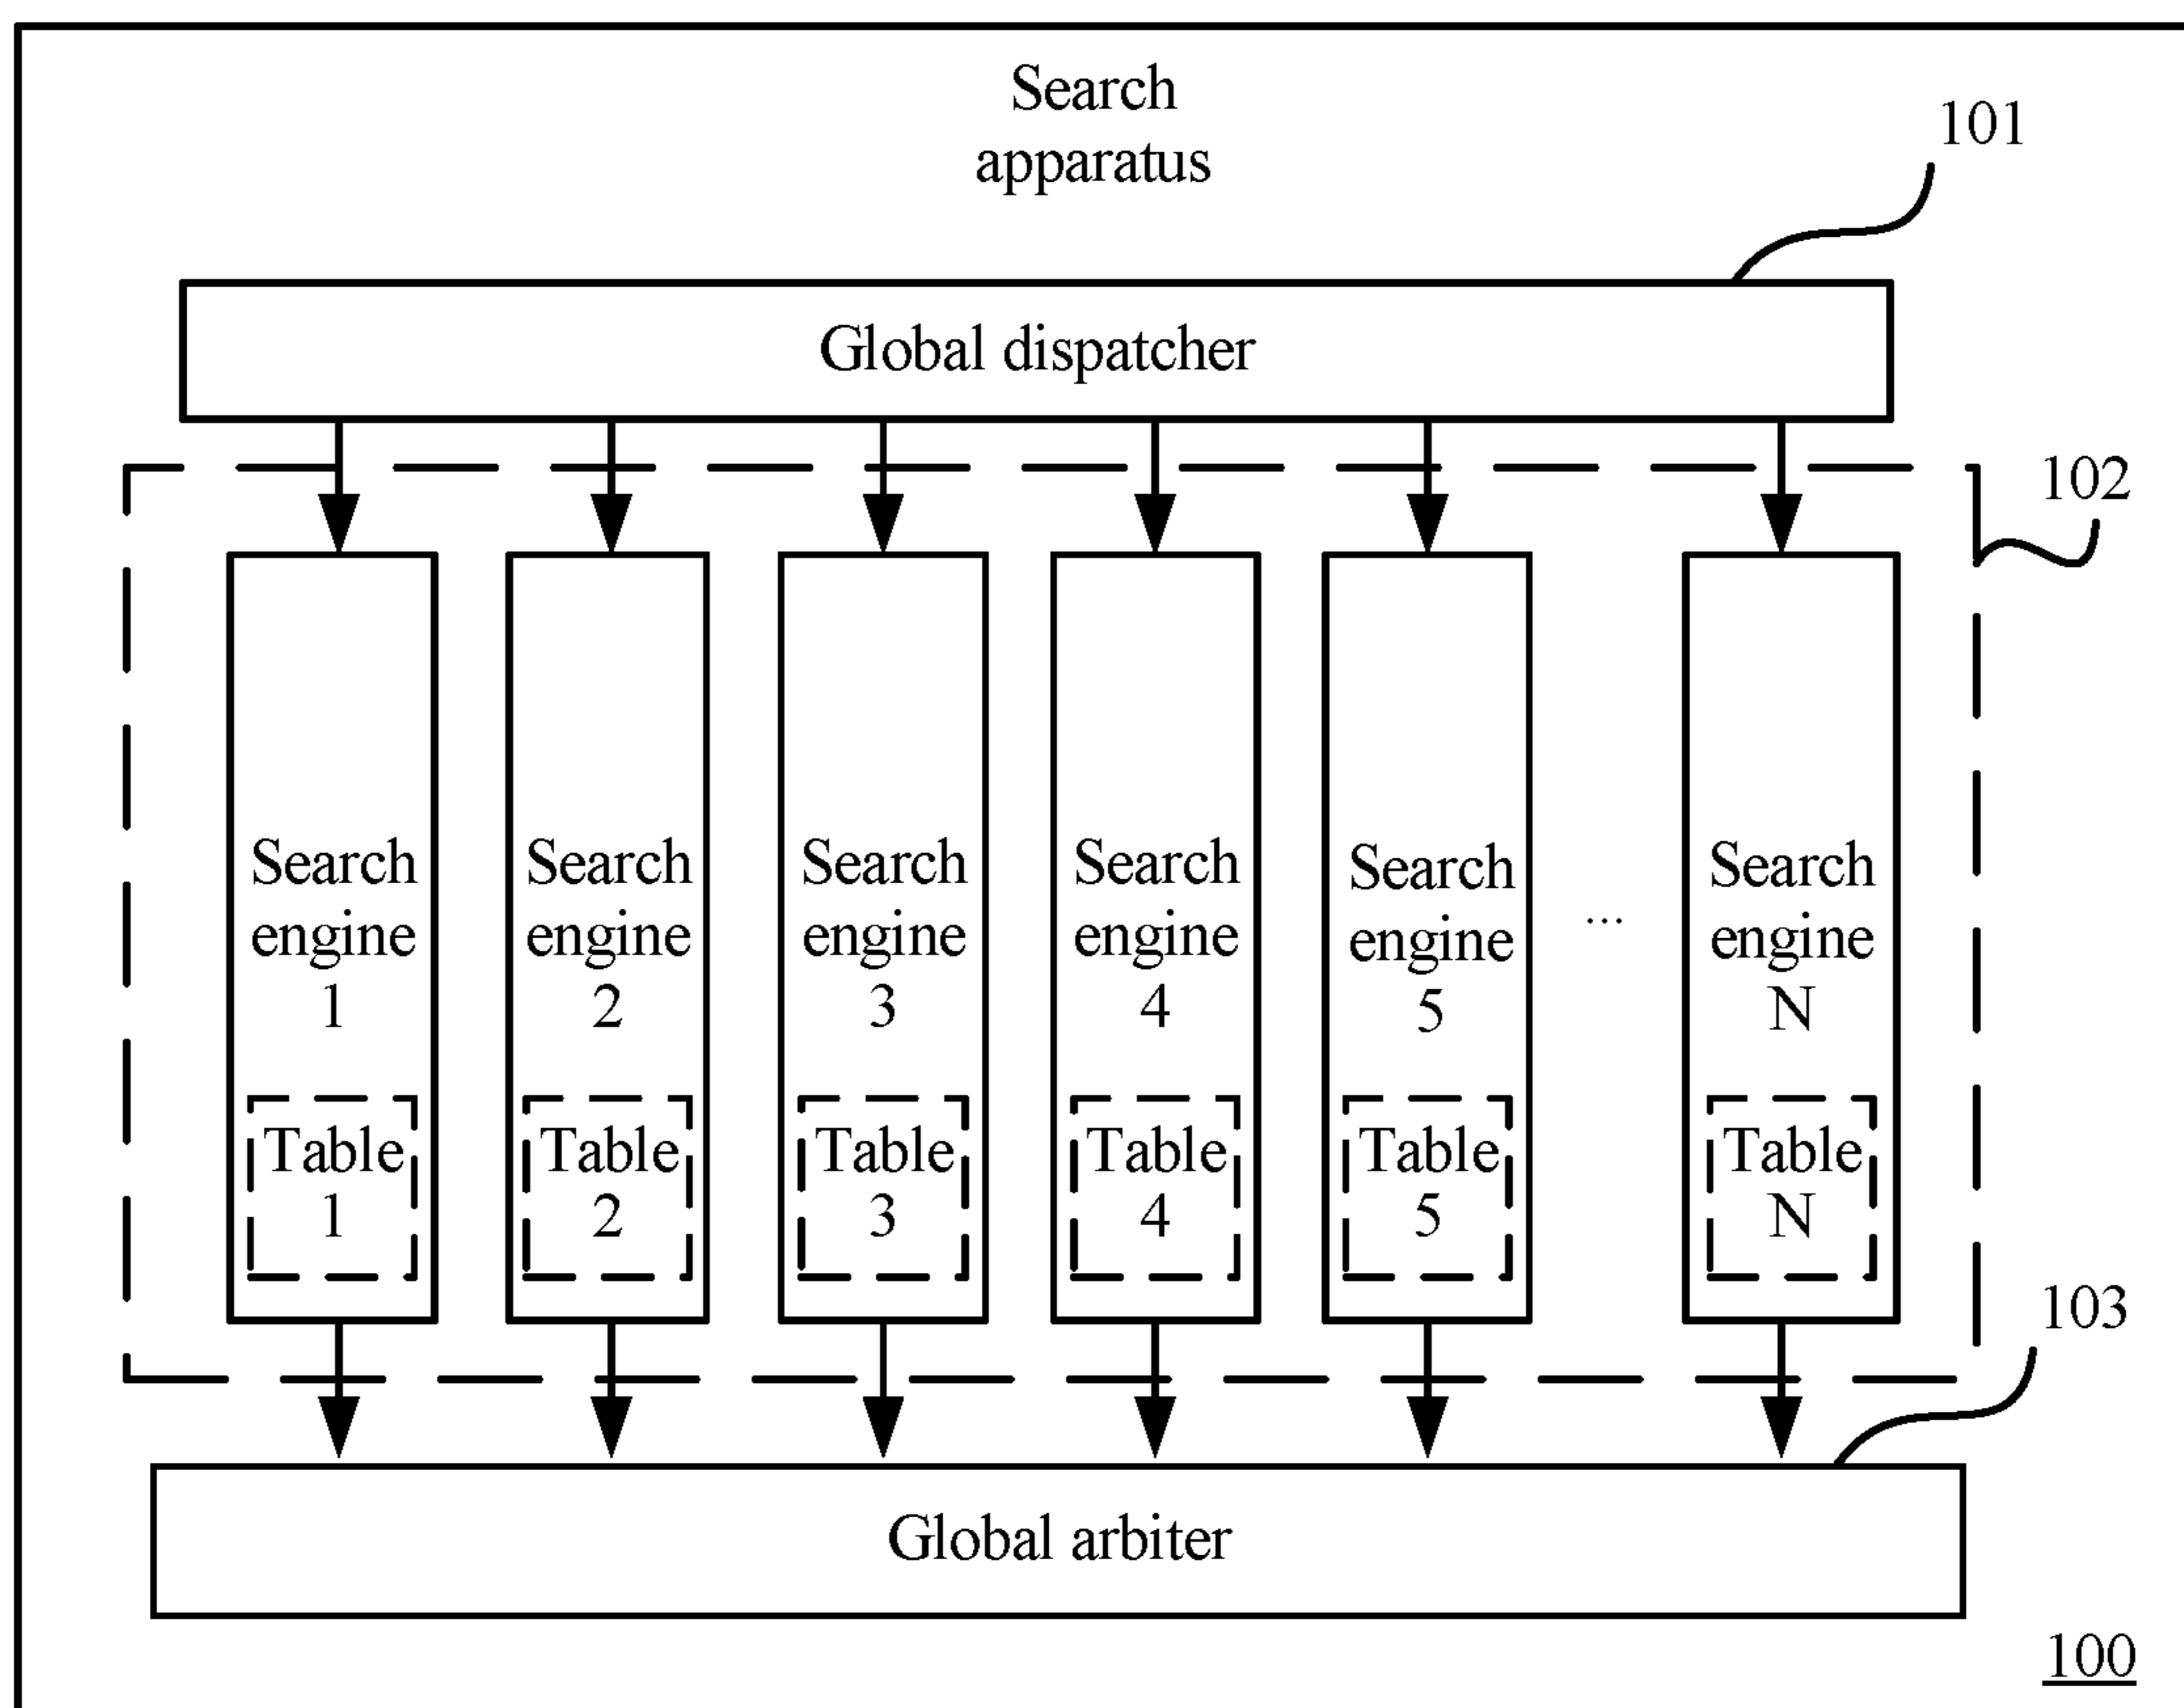 Search
apparatus
101
Global dispatcher
102
Search
engine
1
Search
engine
2
Search
engine
3
Search
engine
4
Search
engine
5
...
Search
engine
N
Table
1
Table
2
Table
3
Table
4
Table
5
Table
N
103
Global arbiter
100